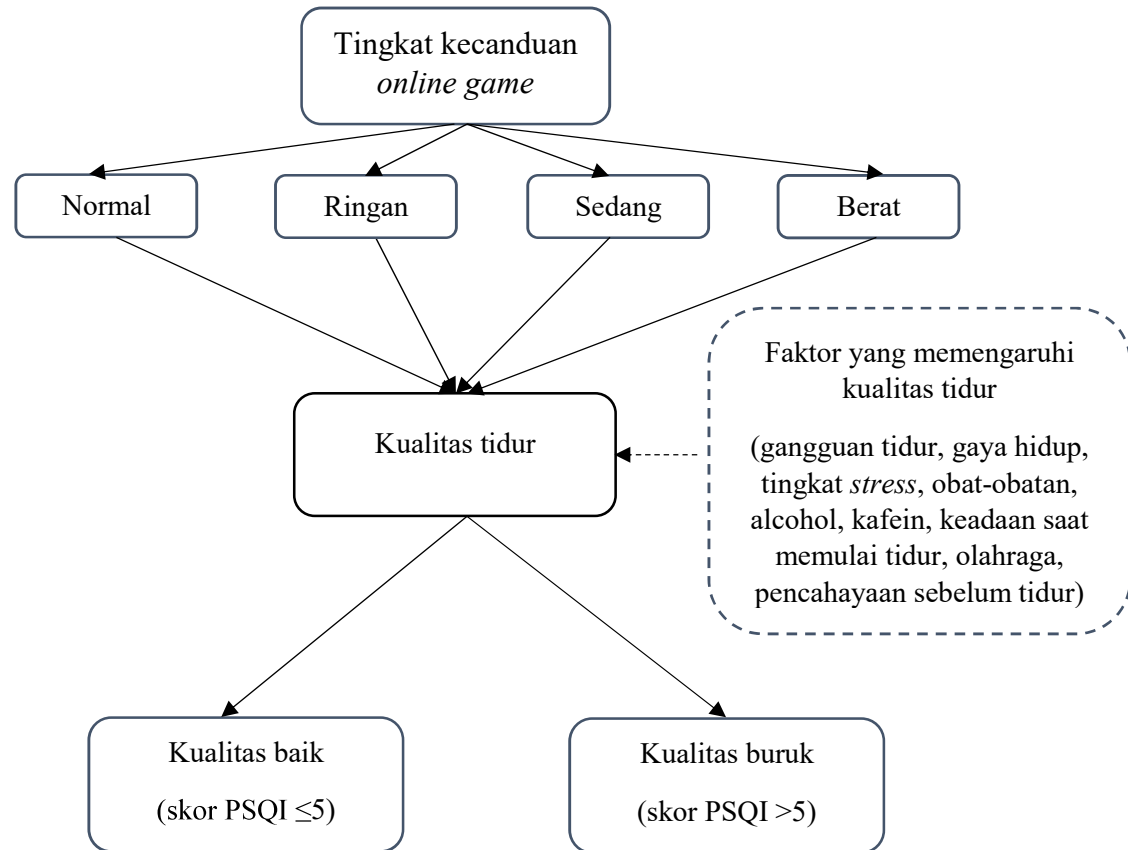 Tingkat kecanduan
online game
Normal
Ringan
Sedang
Berat
Faktor yang memengaruhi
kualitas tidur
(gangguan tidur, gaya hidup,
tingkat stress, obat-obatan,
alcohol, kafein, keadaan saat
memulai tidur, olahraga,
pencahayaan sebelum tidur)
Kualitas tidur
Kualitas baik
(skor PSQI ≤5)
Kualitas buruk
(skor PSQI >5)